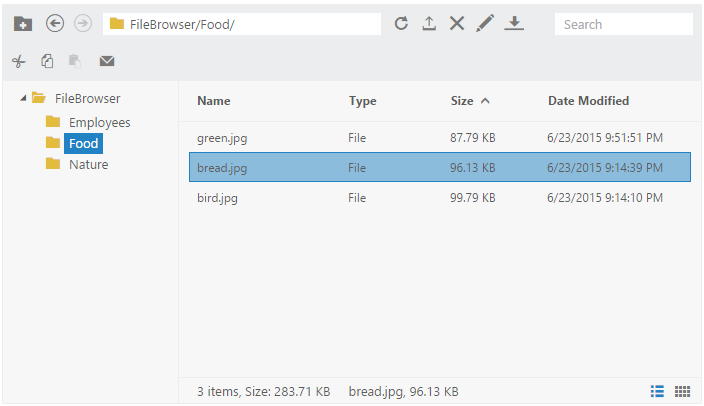 FileBrowser/Food/ Search
FileBrowser
Employees
Food
Nature
Name Type Size Date Modified
green.jpg File 87.79 KB 6/23/2015 9:51:51 PM
bread.jpg File 96.13 KB 6/23/2015 9:14:39 PM
bird.jpg File 99.79 KB 6/23/2015 9:14:10 PM
3 items, Size: 283.71 KB bread.jpg, 96.13 KB